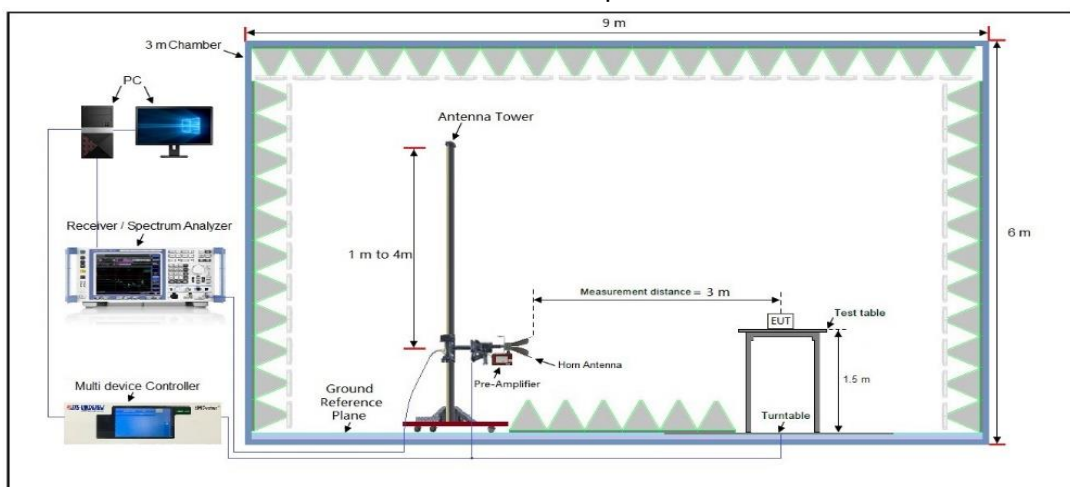 9 m
3 m Chamber
PC
Antenna Tower
Receiver / Spectrum Analyzer
1 m to 4m
6 m
Measurement distance = 3 m
EUT
Test table
Horn Antenna
Pre-Amplifier
1.5 m
Multi device Controller
Ground
Reference
Plane
Turntable